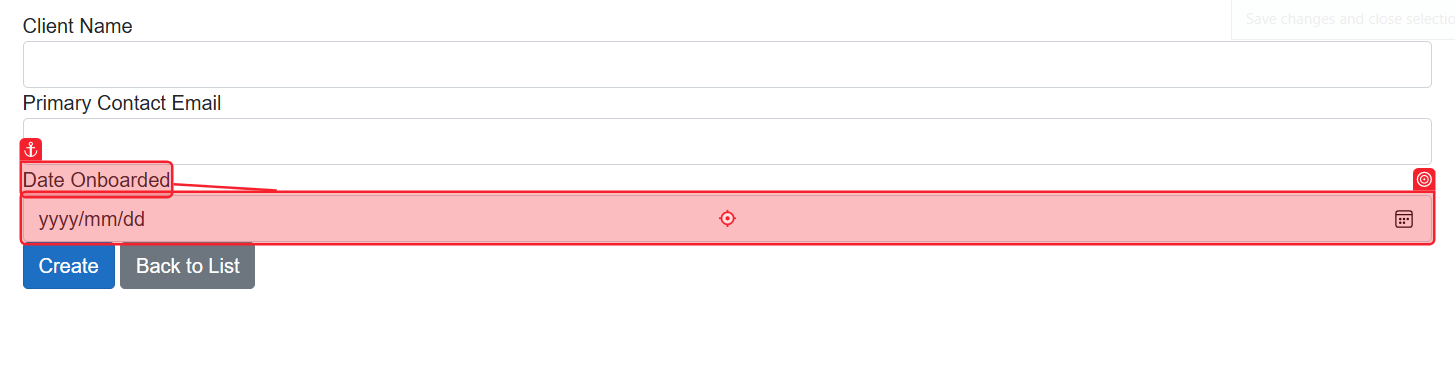 Save changes and close selectio
Client Name
Primary Contact Email
Date Onboarded
yyyy/mm/dd
Create Back to List